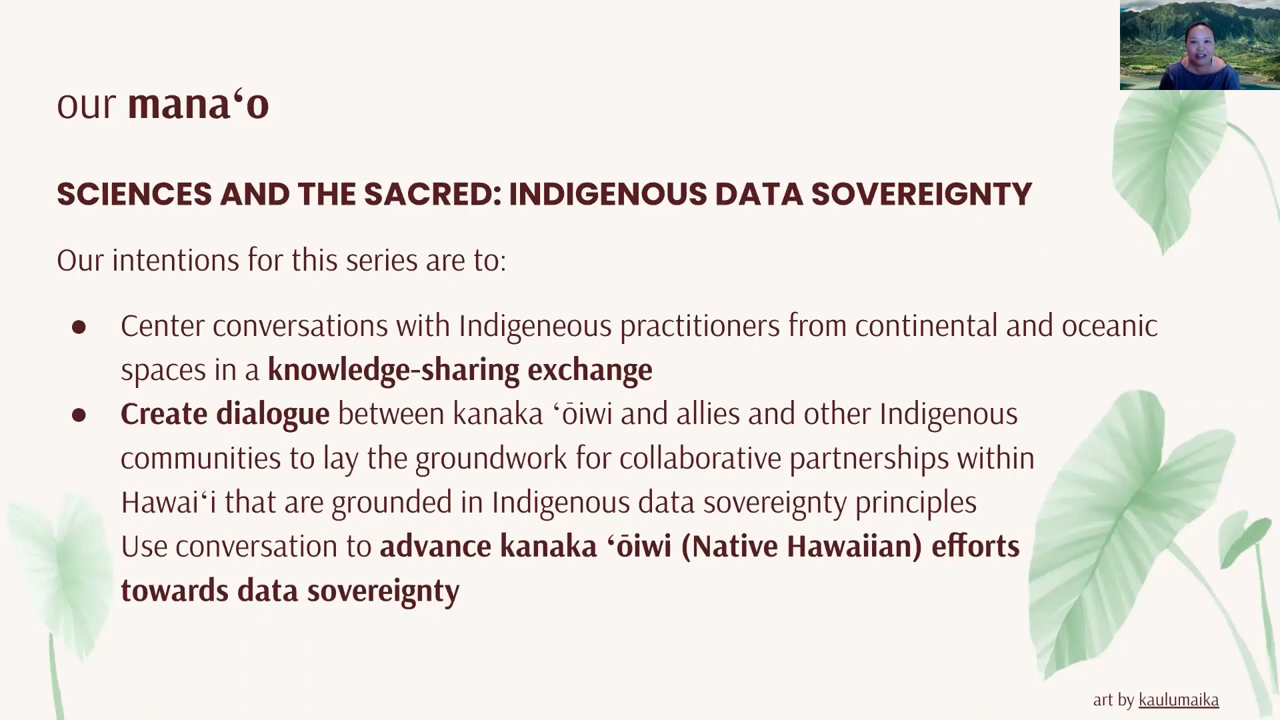 our manaʻo
SCIENCES AND THE SACRED: INDIGENOUS DATA SOVEREIGNTY
Our intentions for this series are to:
● Center conversations with Indigeneous practitioners from continental and oceanic
spaces in a knowledge-sharing exchange
● Create dialogue between kanaka ʻōiwi and allies and other Indigenous
communities to lay the groundwork for collaborative partnerships within
Hawaiʻi that are grounded in Indigenous data sovereignty principles
Use conversation to advance kanaka ʻōiwi (Native Hawaiian) efforts
towards data sovereignty
art by kaulumaika